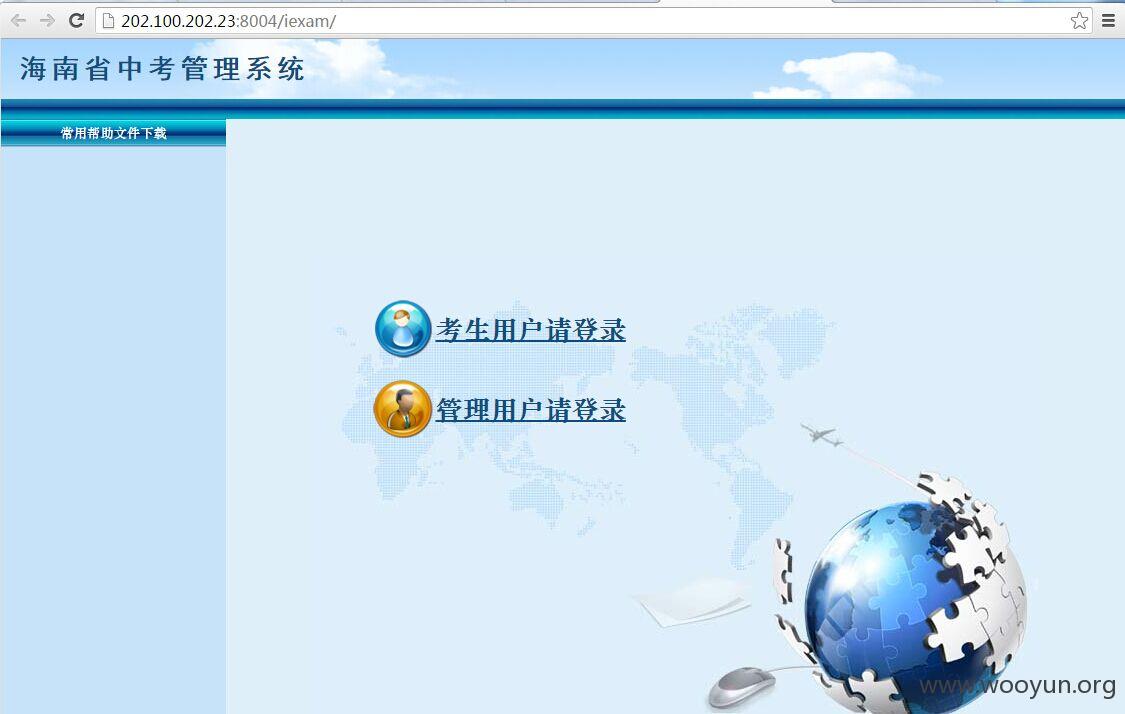 202.100.202.23:8004/iexam/
海南省中考管理系统
常用帮助文件下载
考生用户请登录
管理用户请登录
www.wooyun.org